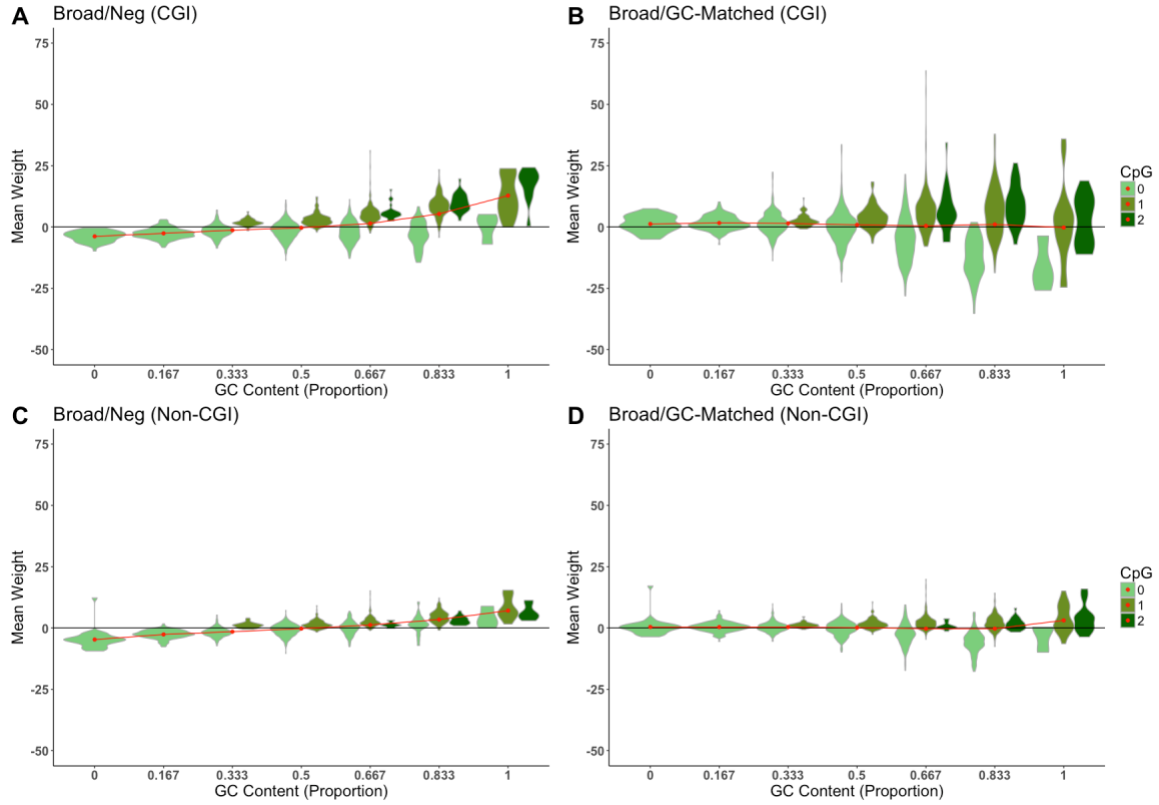 A Broad/Neg (CGI)
75
50
25
0
-25
-50
Mean Weight
0 0.167 0.333 0.5 0.667 0.833 1
GC Content (Proportion)
B Broad/GC-Matched (CGI)
75
50
25
0
-25
-50
Mean Weight
0 0.167 0.333 0.5 0.667 0.833 1
GC Content (Proportion)
CpG
0
1
2
C Broad/Neg (Non-CGI)
75
50
25
0
-25
-50
Mean Weight
0 0.167 0.333 0.5 0.667 0.833 1
GC Content (Proportion)
D Broad/GC-Matched (Non-CGI)
75
50
25
0
-25
-50
Mean Weight
0 0.167 0.333 0.5 0.667 0.833 1
GC Content (Proportion)
CpG
0
1
2